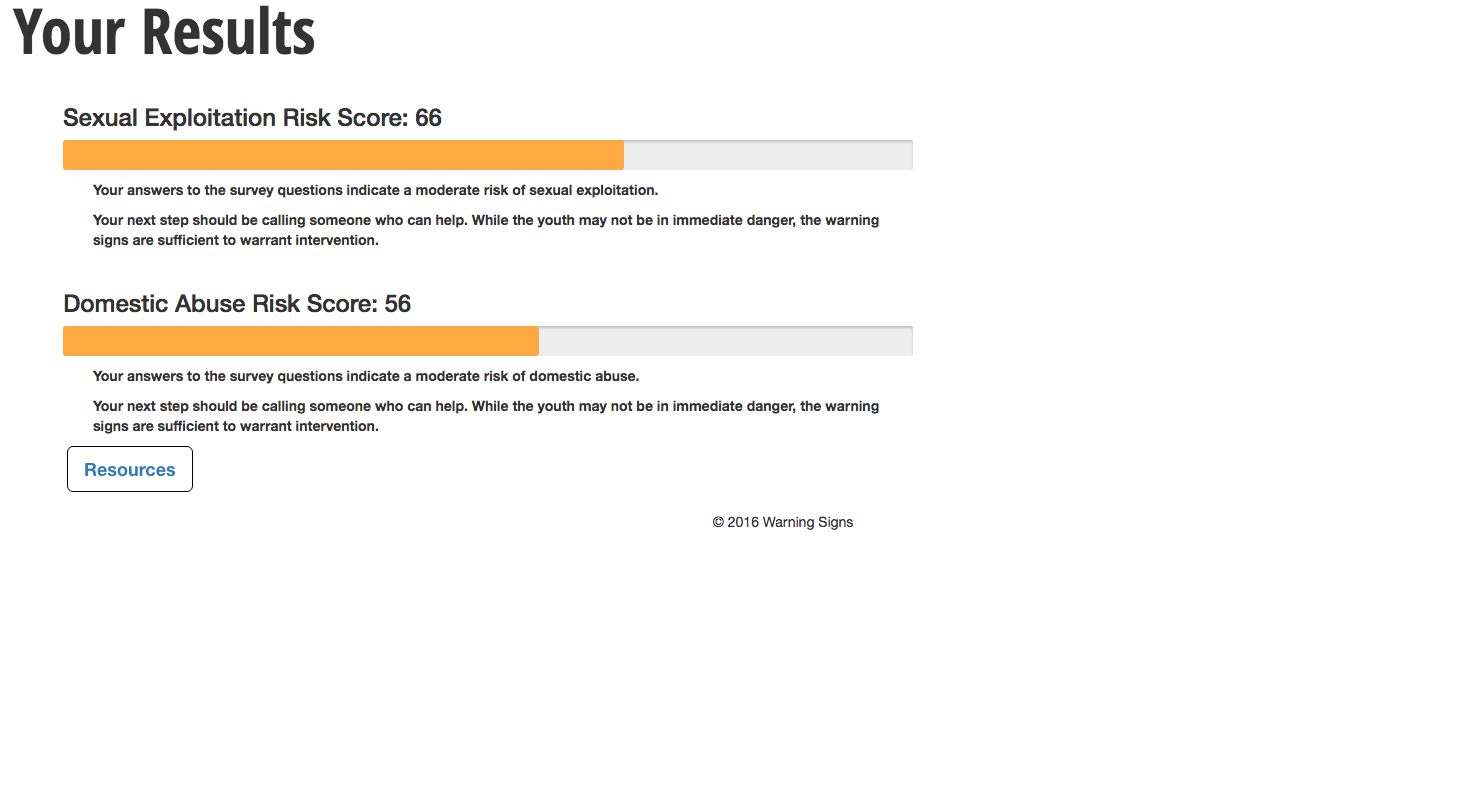 Your Results
Sexual Exploitation Risk Score: 66
Your answers to the survey questions indicate a moderate risk of sexual exploitation.
Your next step should be calling someone who can help. While the youth may not be in immediate danger, the warning
signs are sufficient to warrant intervention.
Domestic Abuse Risk Score: 56
Your answers to the survey questions indicate a moderate risk of domestic abuse.
Your next step should be calling someone who can help. While the youth may not be in immediate danger, the warning
signs are sufficient to warrant intervention.
Resources
© 2016 Warning Signs